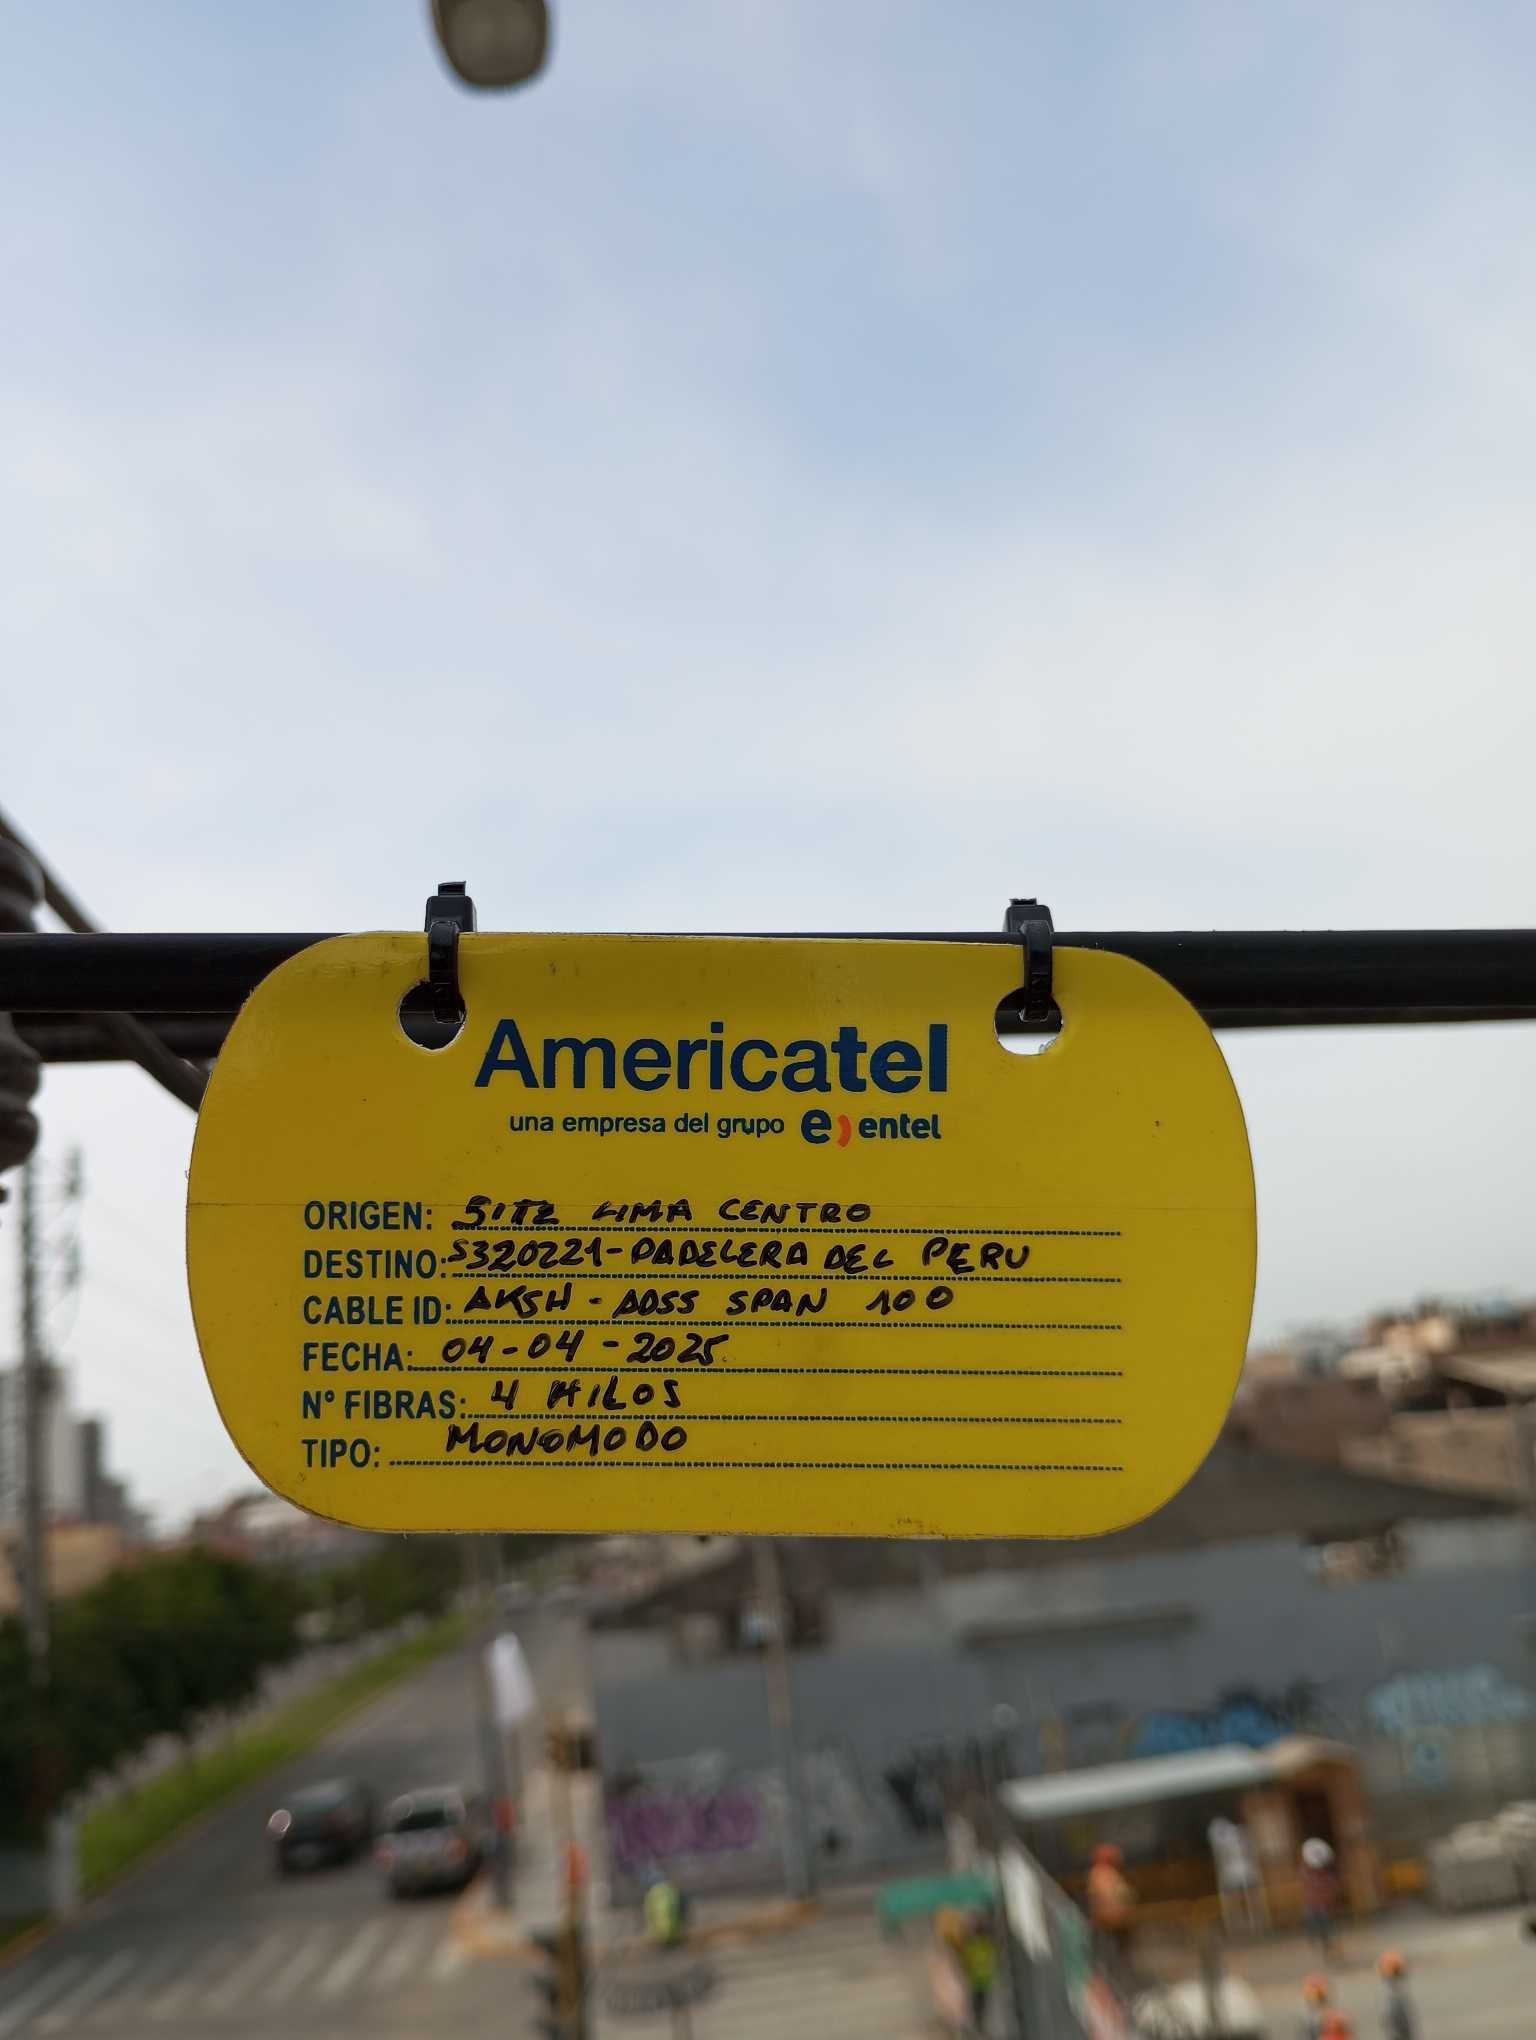 Americatel
una empresa del grupo e) entel
ORIGEN: SITE LIMA CENTRO
DESTINO: S320221-PADELERA DEL PERU
CABLE ID: AKSH - ADSS SPAN 100
FECHA: 04-04-2025
N° FIBRAS: 4 HILOS
TIPO: MONOMODO